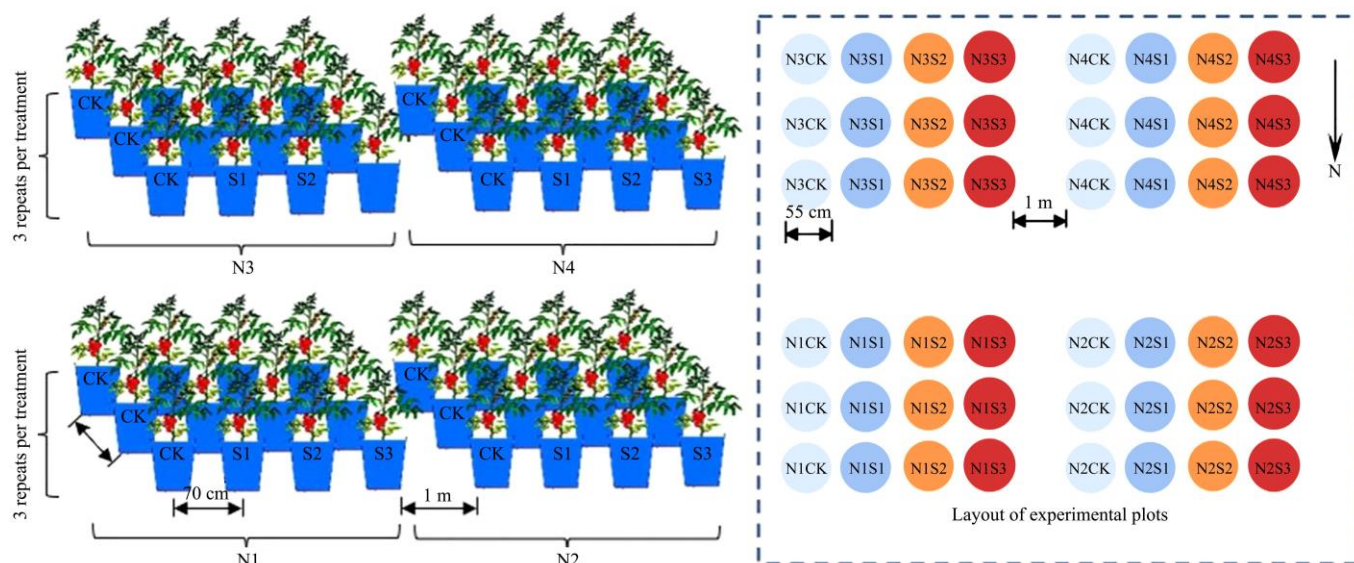 3 repeats per treatment
CK CK
CK
CK S1 S2 CK S1 S2 S3
N3 N4
3 repeats per treatment
CK CK
CK
CK S1 S2 S3 CK S1 S2 S3
70 cm 1 m
N1 N2
N3CK N3S1 N3S2 N3S3 N4CK N4S1 N4S2 N4S3
N3CK N3S1 N3S2 N3S3 N4CK N4S1 N4S2 N4S3
N
N3CK N3S1 N3S2 N3S3 N4CK N4S1 N4S2 N4S3
55 cm 1 m
N1CK N1S1 N1S2 N1S3 N2CK N2S1 N2S2 N2S3
N1CK N1S1 N1S2 N1S3 N2CK N2S1 N2S2 N2S3
N1CK N1S1 N1S2 N1S3 N2CK N2S1 N2S2 N2S3
Layout of experimental plots